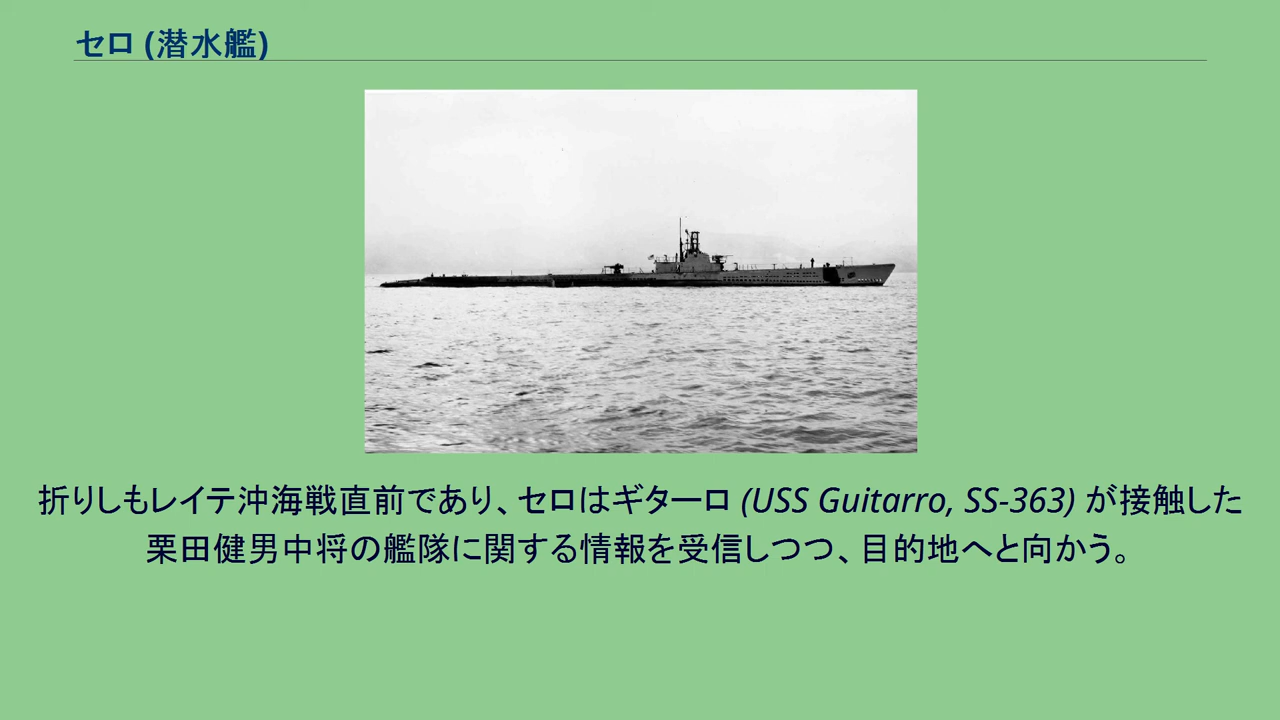 セロ (潜水艦)
折りしもレイテ沖海戦直前であり、セロはギターロ (USS Guitarro, SS-363) が接触した
栗田健男中将の艦隊に関する情報を受信しつつ、目的地へと向かう。